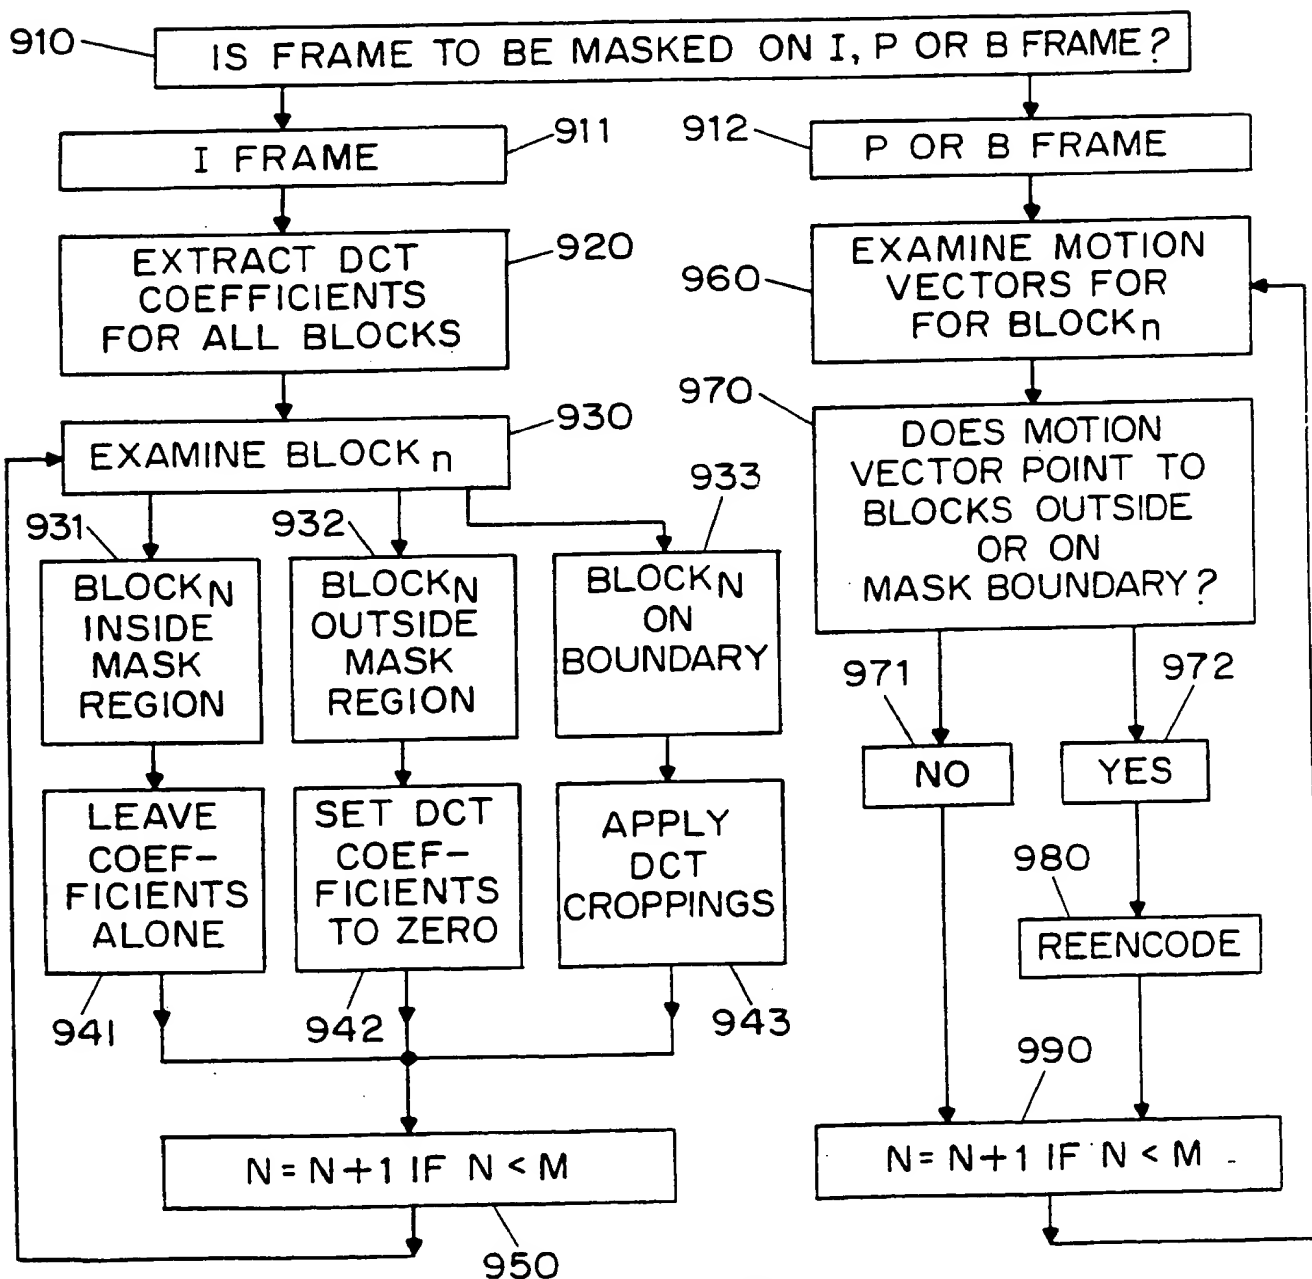 910
IS FRAME TO BE MASKED ON I, P OR B FRAME?
911
I FRAME
912
P OR B FRAME
920
EXTRACT DCT
COEFFICIENTS
FOR ALL BLOCKS
960
EXAMINE MOTION
VECTORS FOR
FOR BLOCKn
930
EXAMINE BLOCK n
970
DOES MOTION
VECTOR POINT TO
BLOCKS OUTSIDE
OR ON
MASK BOUNDARY?
931
BLOCKN
INSIDE
MASK
REGION
932
BLOCKN
OUTSIDE
MASK
REGION
933
BLOCKN
ON
BOUNDARY
971
NO
972
YES
LEAVE
COEF-
FICIENTS
ALONE
941
SET DCT
COEF-
FICIENTS
TO ZERO
942
APPLY
DCT
CROPPINGS
943
980
REENCODE
990
N=N+1 IF N<M
950
N=N+1 IF N<M